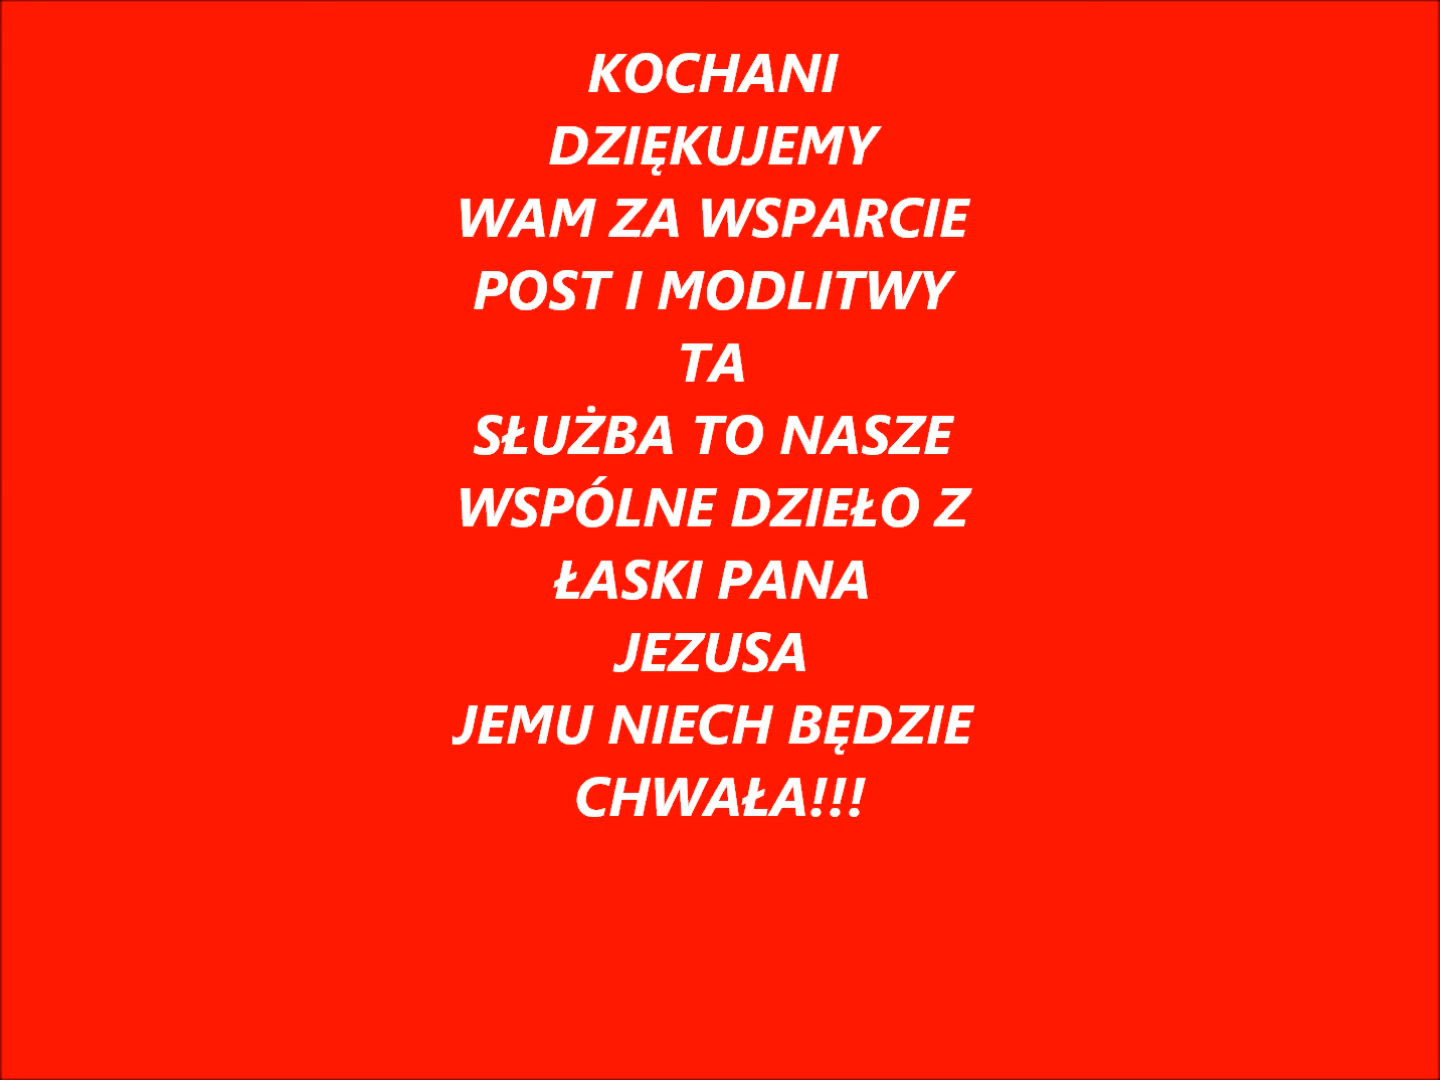 KOCHANI
DZIĘKUJEMY
WAM ZA WSPARCIE
POST I MODLITWY
TA
SŁUŻBA TO NASZE
WSPÓLNE DZIEŁO Z
ŁASKI PANA
JEZUSA
JEMU NIECH BĘDZIE
CHWAŁA!!!